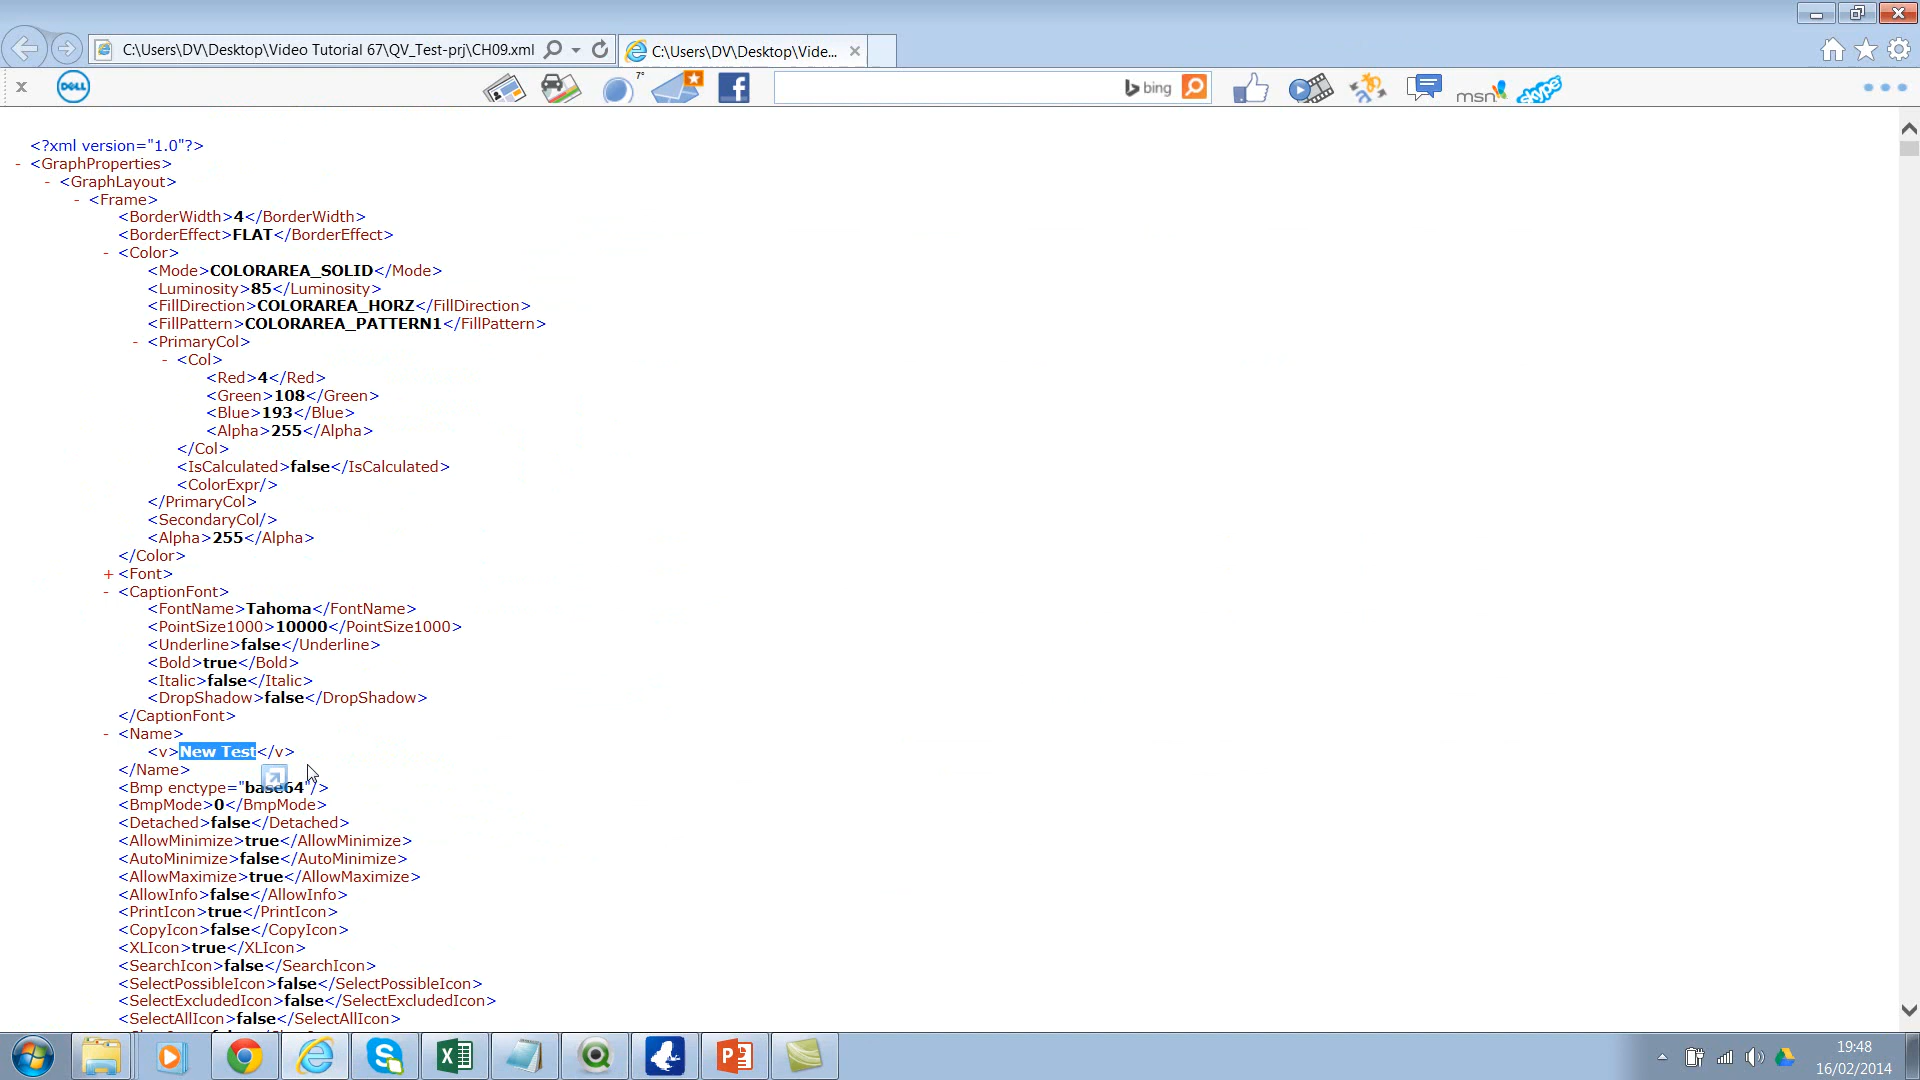 C:\Users\DV\Desktop\Video Tutorial 67\QV_Test-prj\CH09.xml
C:\Users\DV\Desktop\Vide...
x
DELL
7°
bing
msn
skype
<?xml version="1.0"?>
- <GraphProperties>
- <GraphLayout>
- <Frame>
<BorderWidth>4</BorderWidth>
<BorderEffect>FLAT</BorderEffect>
- <Color>
<Mode>COLORAREA_SOLID</Mode>
<Luminosity>85</Luminosity>
<FillDirection>COLORAREA_HORZ</FillDirection>
<FillPattern>COLORAREA_PATTERN1</FillPattern>
- <PrimaryCol>
- <Col>
<Red>4</Red>
<Green>108</Green>
<Blue>193</Blue>
<Alpha>255</Alpha>
</Col>
<IsCalculated>false</IsCalculated>
<ColorExpr/>
</PrimaryCol>
<SecondaryCol/>
<Alpha>255</Alpha>
</Color>
+ <Font>
- <CaptionFont>
<FontName>Tahoma</FontName>
<PointSize1000>10000</PointSize1000>
<Underline>false</Underline>
<Bold>true</Bold>
<Italic>false</Italic>
<DropShadow>false</DropShadow>
</CaptionFont>
- <Name>
<v>New Test</v>
</Name>
<Bmp enctype="base64"/>
<BmpMode>0</BmpMode>
<Detached>false</Detached>
<AllowMinimize>true</AllowMinimize>
<AutoMinimize>false</AutoMinimize>
<AllowMaximize>true</AllowMaximize>
<AllowInfo>false</AllowInfo>
<PrintIcon>true</PrintIcon>
<CopyIcon>false</CopyIcon>
<XLIcon>true</XLIcon>
<SearchIcon>false</SearchIcon>
<SelectPossibleIcon>false</SelectPossibleIcon>
<SelectExcludedIcon>false</SelectExcludedIcon>
<SelectAllIcon>false</SelectAllIcon>
19:48
16/02/2014